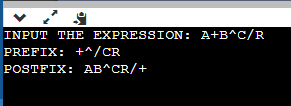 INPUT THE EXPRESSION: A+B^C/R
PREFIX: +^/CR
POSTFIX: AB^CR/+